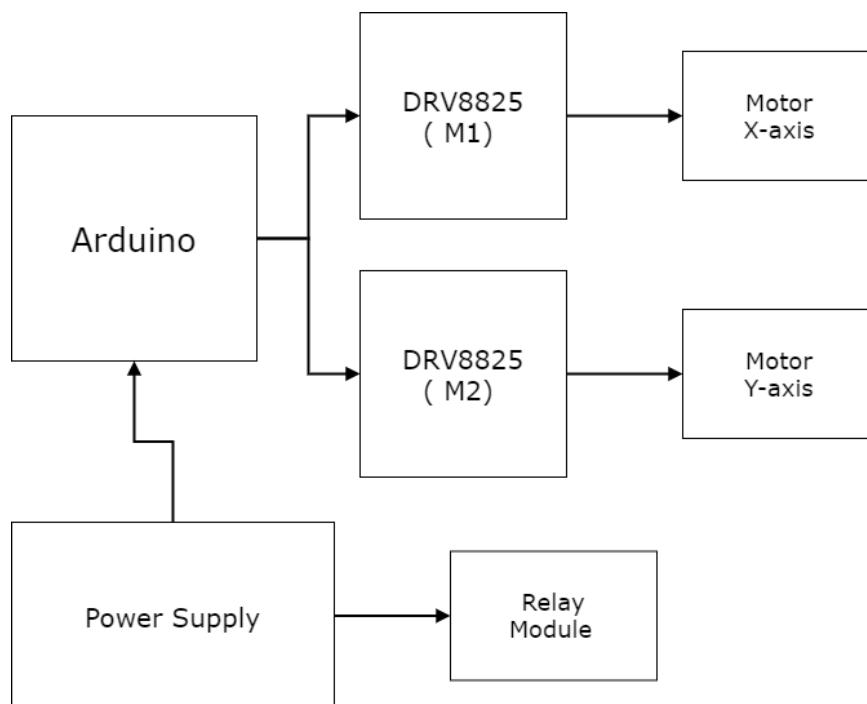 DRV8825
( M1)
Motor
X-axis
Arduino
DRV8825
( M2)
Motor
Y-axis
Power Supply
Relay
Module